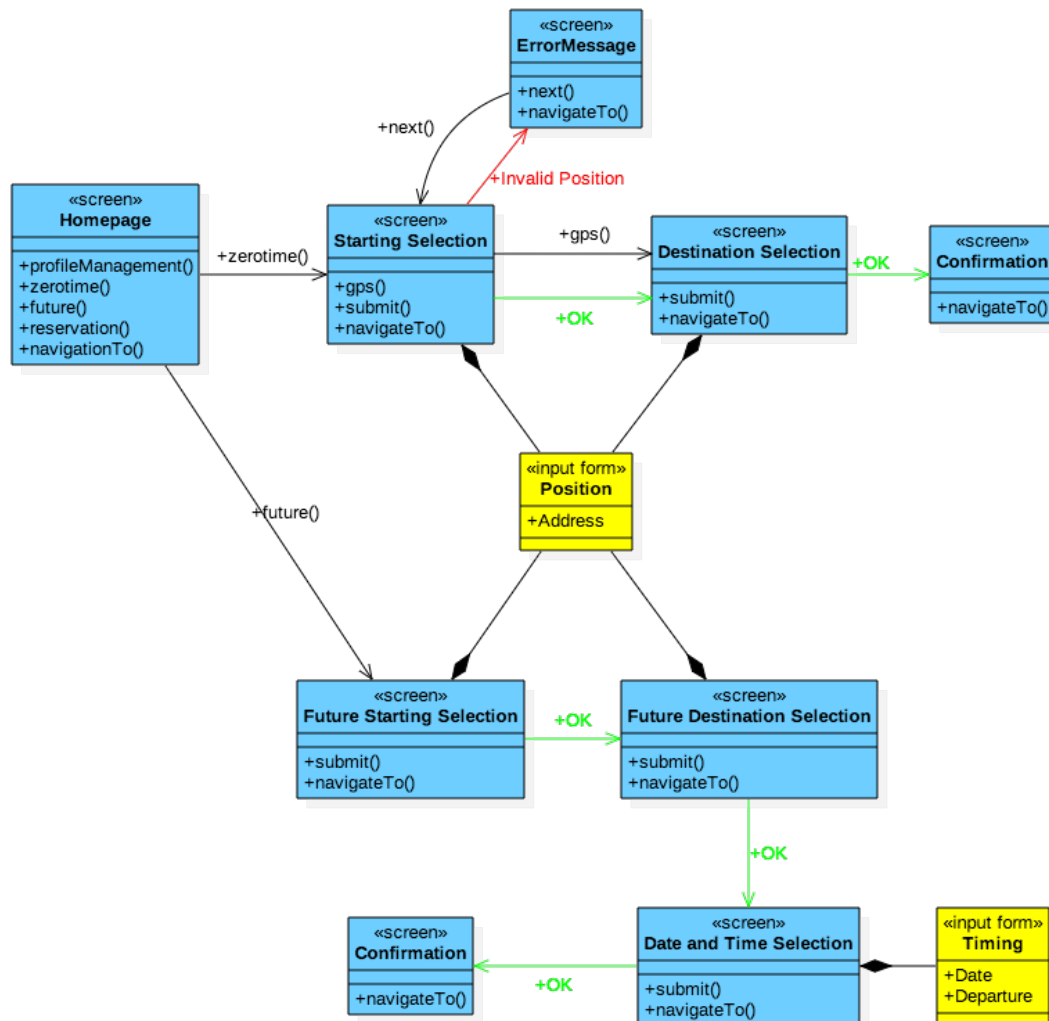 «screen»
ErrorMessage
+next()
+navigateTo()
+next()
+Invalid Position
«screen»
Homepage
+profileManagement()
+zerotime()
+future()
+reservation()
+navigationTo()
+zerotime()
«screen»
Starting Selection
+gps()
+submit()
+navigateTo()
+gps()
+OK
«screen»
Destination Selection
+submit()
+navigateTo()
+OK
«screen»
Confirmation
+navigateTo()
«input form»
Position
+Address
+future()
«screen»
Future Starting Selection
+submit()
+navigateTo()
+OK
«screen»
Future Destination Selection
+submit()
+navigateTo()
+OK
«screen»
Confirmation
+navigateTo()
+OK
«screen»
Date and Time Selection
+submit()
+navigateTo()
«input form»
Timing
+Date
+Departure